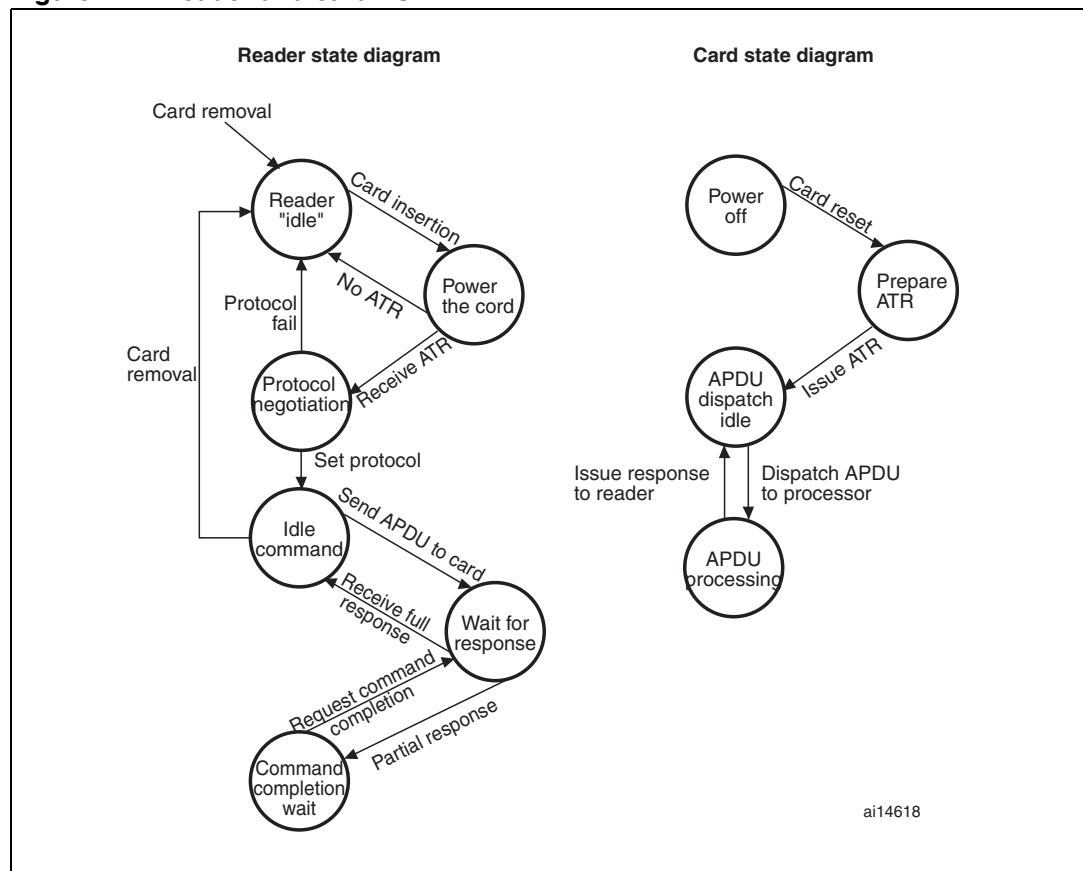 Reader state diagram
Card state diagram
Card removal
Reader
"idle"
Card insertion
Power
the cord
No ATR
Receive ATR
Protocol
fail
Card
removal
Protocol
negotiation
Set protocol
Idle
command
Send APDU to card
Receive full
response
Wait for
response
Request command
completion
Partial response
Command
completion
wait
Power
off
Card reset
Prepare
ATR
Issue ATR
APDU
dispatch
idle
Issue response
to reader
Dispatch APDU
to processor
APDU
processing
ai14618